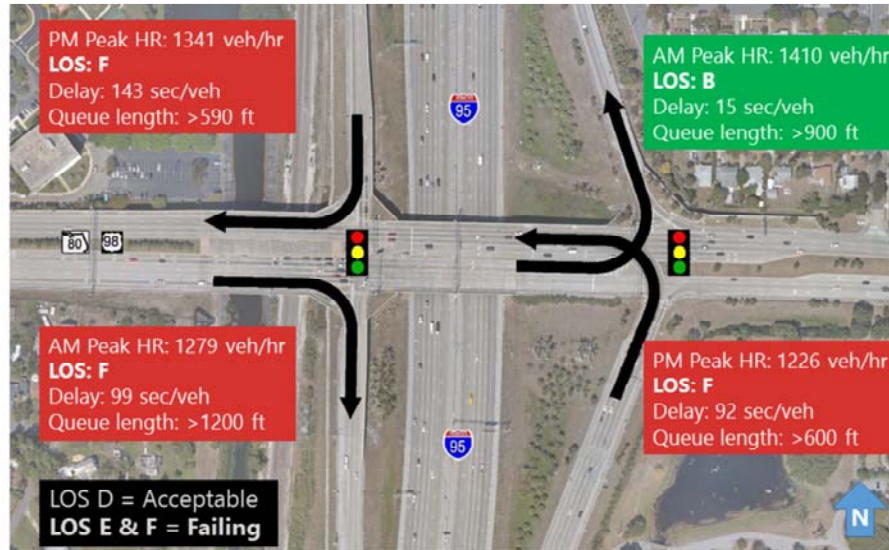 PM Peak HR: 1341 veh/hr
LOS: F
Delay: 143 sec/veh
Queue length: >590 ft
AM Peak HR: 1410 veh/hr
LOS: B
Delay: 15 sec/veh
Queue length: >900 ft
95
80
98
AM Peak HR: 1279 veh/hr
LOS: F
Delay: 99 sec/veh
Queue length: >1200 ft
PM Peak HR: 1226 veh/hr
LOS: F
Delay: 92 sec/veh
Queue length: >600 ft
95
LOS D = Acceptable
LOS E & F = Failing
N